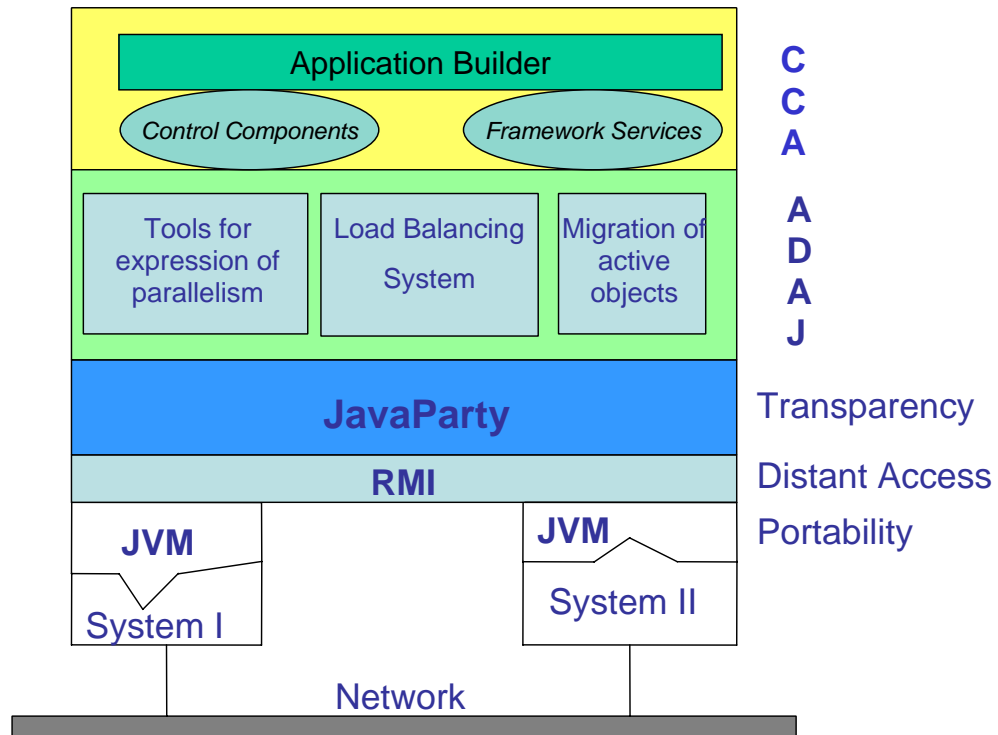 Application Builder
Control Components
Framework Services
C
C
A
Tools for
expression of
parallelism
Load Balancing
System
Migration of
active
objects
A
D
A
J
JavaParty
Transparency
RMI
Distant Access
JVM
JVM
Portability
System I
System II
Network